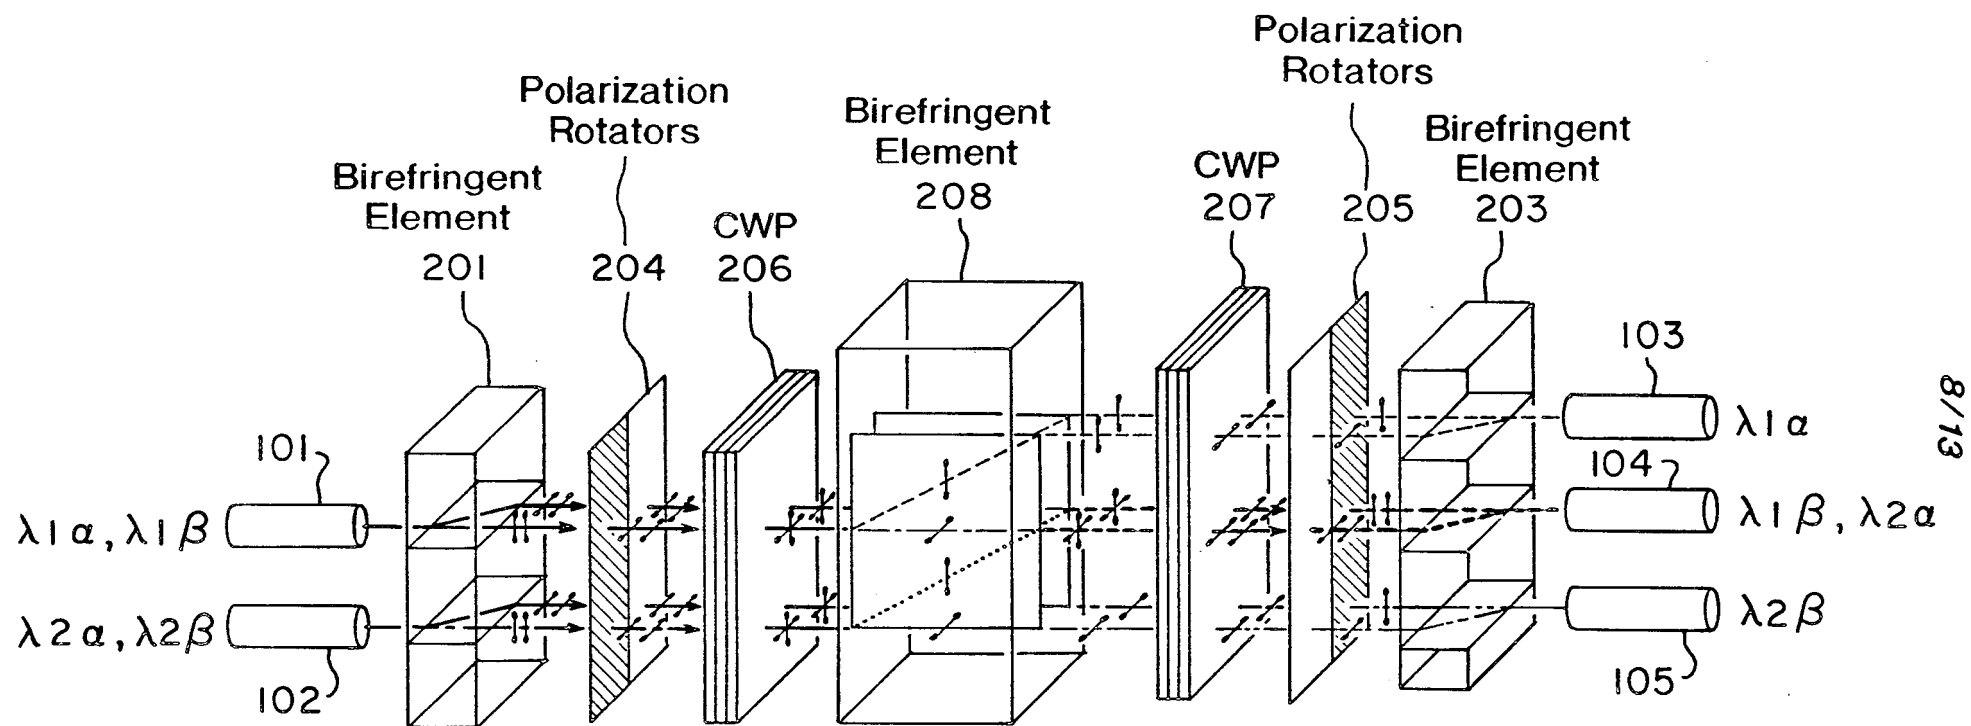 Polarization
Rotators
205
Birefringent
Element
203
Polarization
Rotators
204
Birefringent
Element
208
CWP
207
Birefringent
Element
201
CWP
206
101
102
103
104
105
λ1α, λ1β
λ2α, λ2β
λ1α
λ1β, λ2α
λ2β
8/13